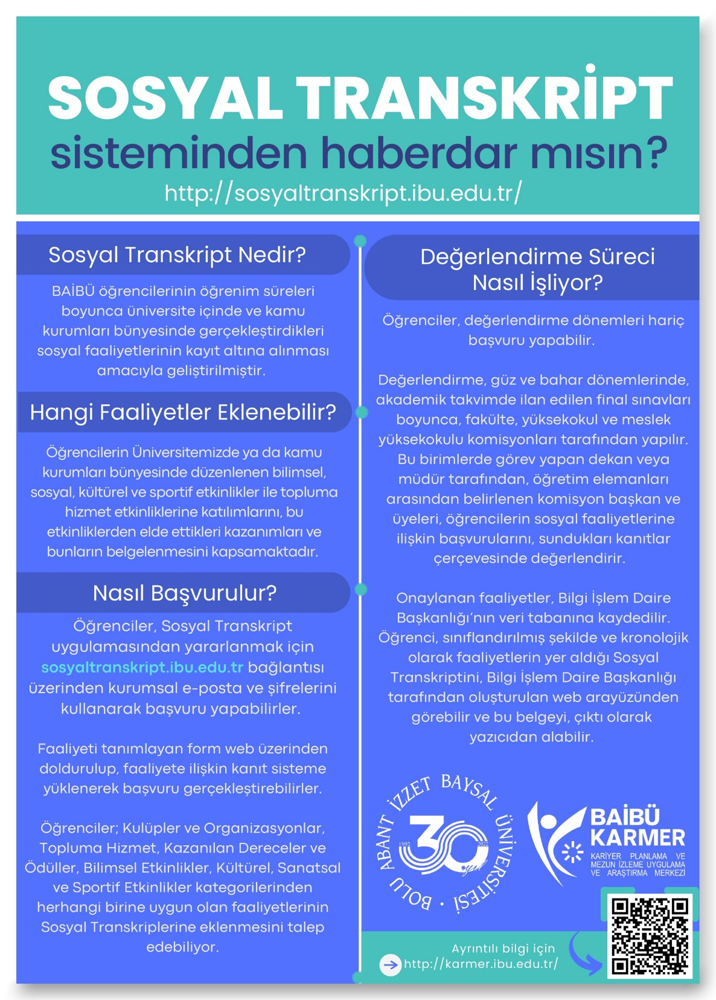 SOSYAL TRANSKRİPT
sisteminden haberdar mısın?
http://sosyaltranskript.ibu.edu.tr/
Sosyal Transkript Nedir?
BAİBÜ öğrencilerinin öğrenim süreleri
boyunca üniversite içinde ve kamu
kurumları bünyesinde gerçekleştirdikleri
sosyal faaliyetlerinin kayıt altına alınması
amacıyla geliştirilmiştir.
Hangi Faaliyetler Eklenebilir?
Öğrencilerin Üniversitemizde ya da kamu
kurumları bünyesinde düzenlenen bilimsel,
sosyal, kültürel ve sportif etkinlikler ile topluma
hizmet etkinliklerine katılımlarını, bu
etkinliklerden elde ettikleri kazanımları ve
bunların belgelenmesini kapsamaktadır.
Nasıl Başvurulur?
Öğrenciler, Sosyal Transkript
uygulamasından yararlanmak için
sosyaltranskript.ibu.edu.tr bağlantısı
üzerinden kurumsal e-posta ve şifrelerini
kullanarak başvuru yapabilirler.
Faaliyeti tanımlayan form web üzerinden
doldurulup, faaliyete ilişkin kanıt sisteme
yüklenerek başvuru gerçekleştirebilirler.
Öğrenciler; Kulüpler ve Organizasyonlar,
Topluma Hizmet, Kazanılan Dereceler ve
Ödüller, Bilimsel Etkinlikler, Kültürel, Sanatsal
ve Sportif Etkinlikler kategorilerinden
herhangi birine uygun olan faaliyetlerinin
Sosyal Transkriplerine eklenmesini talep
edebiliyor.
Değerlendirme Süreci
Nasıl İşliyor?
Öğrenciler, değerlendirme dönemleri hariç
başvuru yapabilir.
Değerlendirme, güz ve bahar dönemlerinde,
akademik takvimde ilan edilen final sınavları
boyunca, fakülte, yüksekokul ve meslek
yüksekokulu komisyonları tarafından yapılır.
Bu birimlerde görev yapan dekan veya
müdür tarafından, öğretim elemanları
arasından belirlenen komisyon başkan ve
üyeleri, öğrencilerin sosyal faaliyetlerine
ilişkin başvurularını, sundukları kanıtlar
çerçevesinde değerlendirir.
Onaylanan faaliyetler, Bilgi İşlem Daire
Başkanlığı’nın veri tabanına kaydedilir.
Öğrenci, sınıflandırılmış şekilde ve kronolojik
olarak faaliyetlerin yer aldığı Sosyal
Transkriptini, Bilgi İşlem Daire Başkanlığı
tarafından oluşturulan web arayüzünden
görebilir ve bu belgeyi, çıktı olarak
yazıcıdan alabilir.
BOLU ABANT İZZET BAYSAL ÜNİVERSİTESİ
1992 30 2022
yıl
BAİBÜ
KARMER
KARİYER PLANLAMA VE
MEZUN İZLEME UYGULAMA
VE ARAŞTIRMA MERKEZİ
Ayrıntılı bilgi için
http://karmer.ibu.edu.tr/